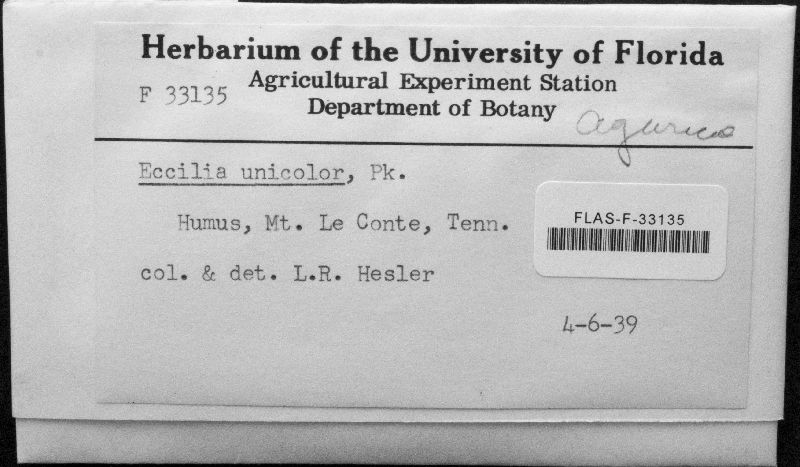 Herbarium of the University of Florida
F 33135 Agricultural Experiment Station
Department of Botany
Eccilia unicolor, Pk.
Humus, Mt. Le Conte, Tenn.
FLAS-F-33135
col. & det. L.R. Hesler
4-6-39